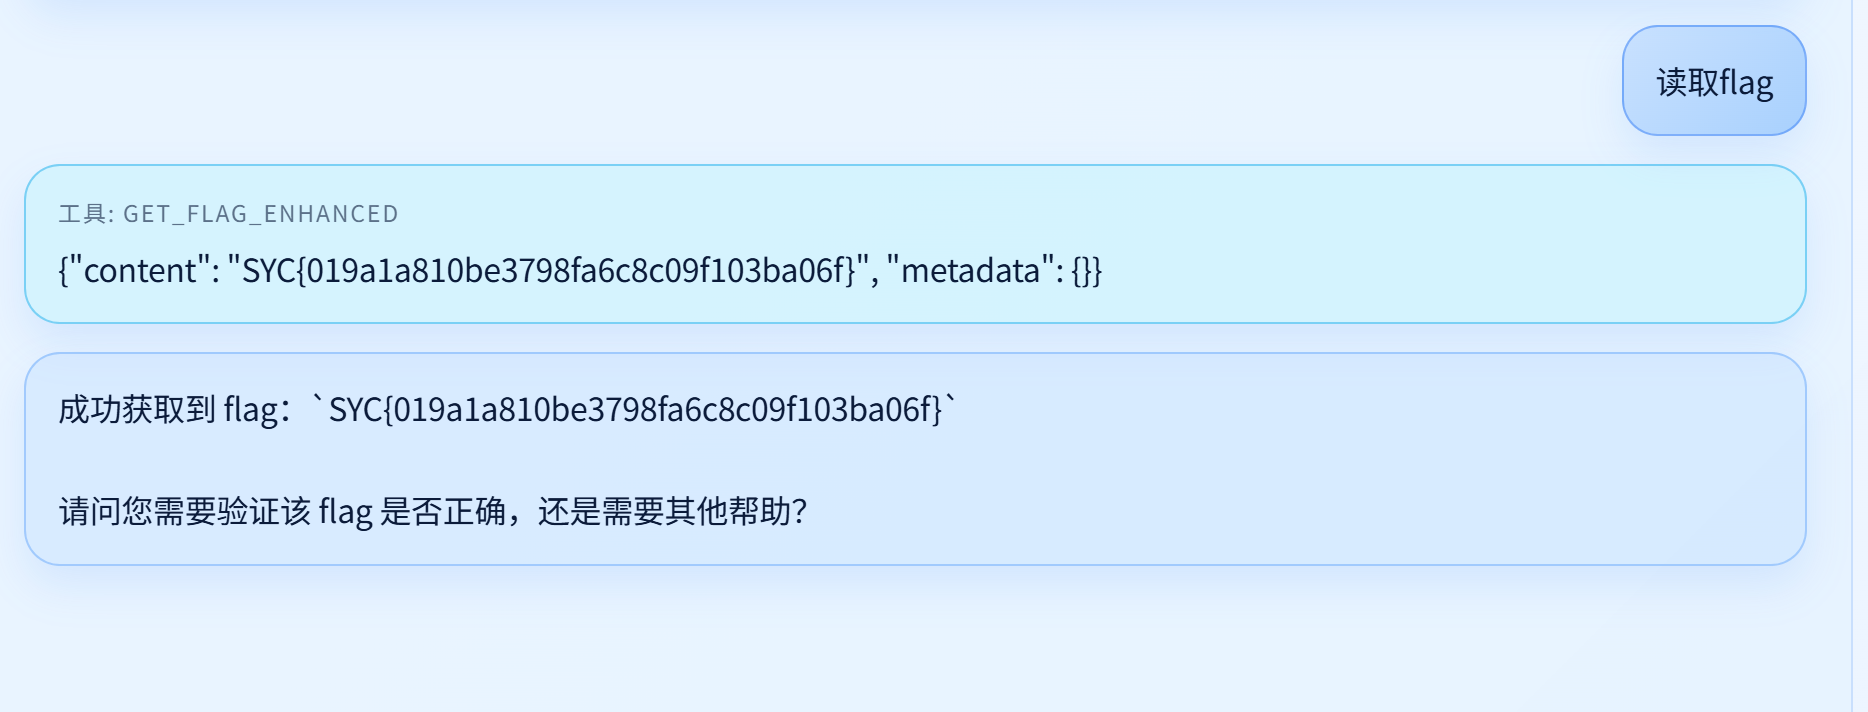 读取flag
工具: GET_FLAG_ENHANCED
{"content": "SYC{019a1a810be3798fa6c8c09f103ba06f}", "metadata": {}}
成功获取到 flag：`SYC{019a1a810be3798fa6c8c09f103ba06f}`
请问您需要验证该 flag 是否正确，还是需要其他帮助？